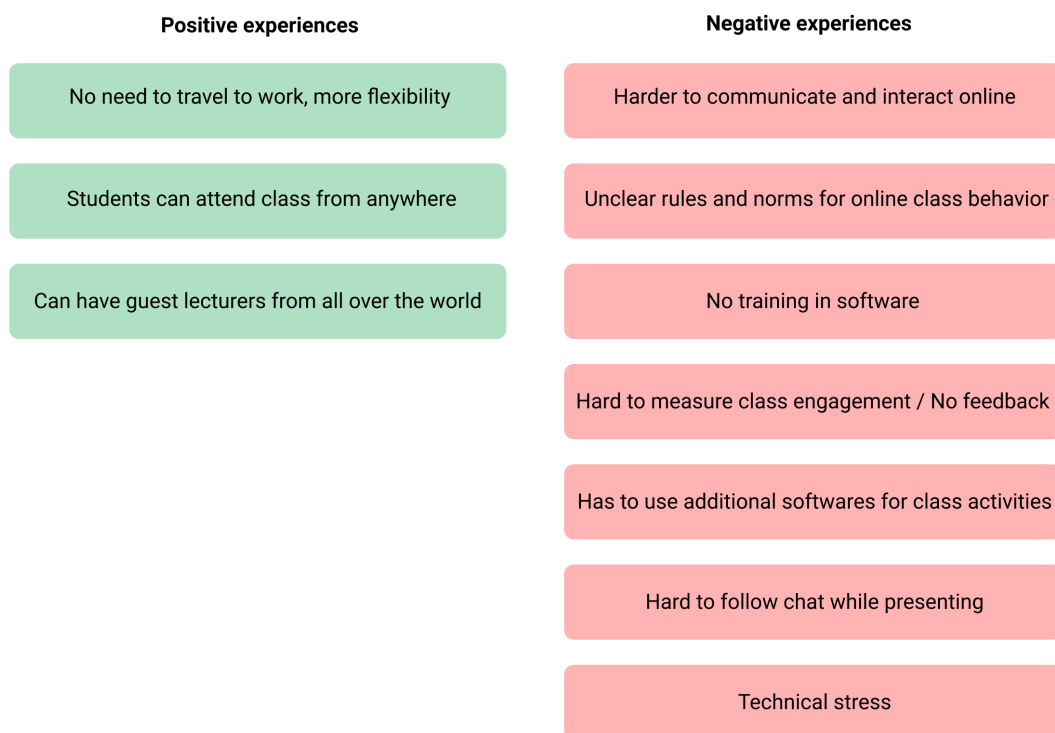 Positive experiences
No need to travel to work, more flexibility
Students can attend class from anywhere
Can have guest lecturers from all over the world
Negative experiences
Harder to communicate and interact online
Unclear rules and norms for online class behavior
No training in software
Hard to measure class engagement / No feedback
Has to use additional softwares for class activities
Hard to follow chat while presenting
Technical stress